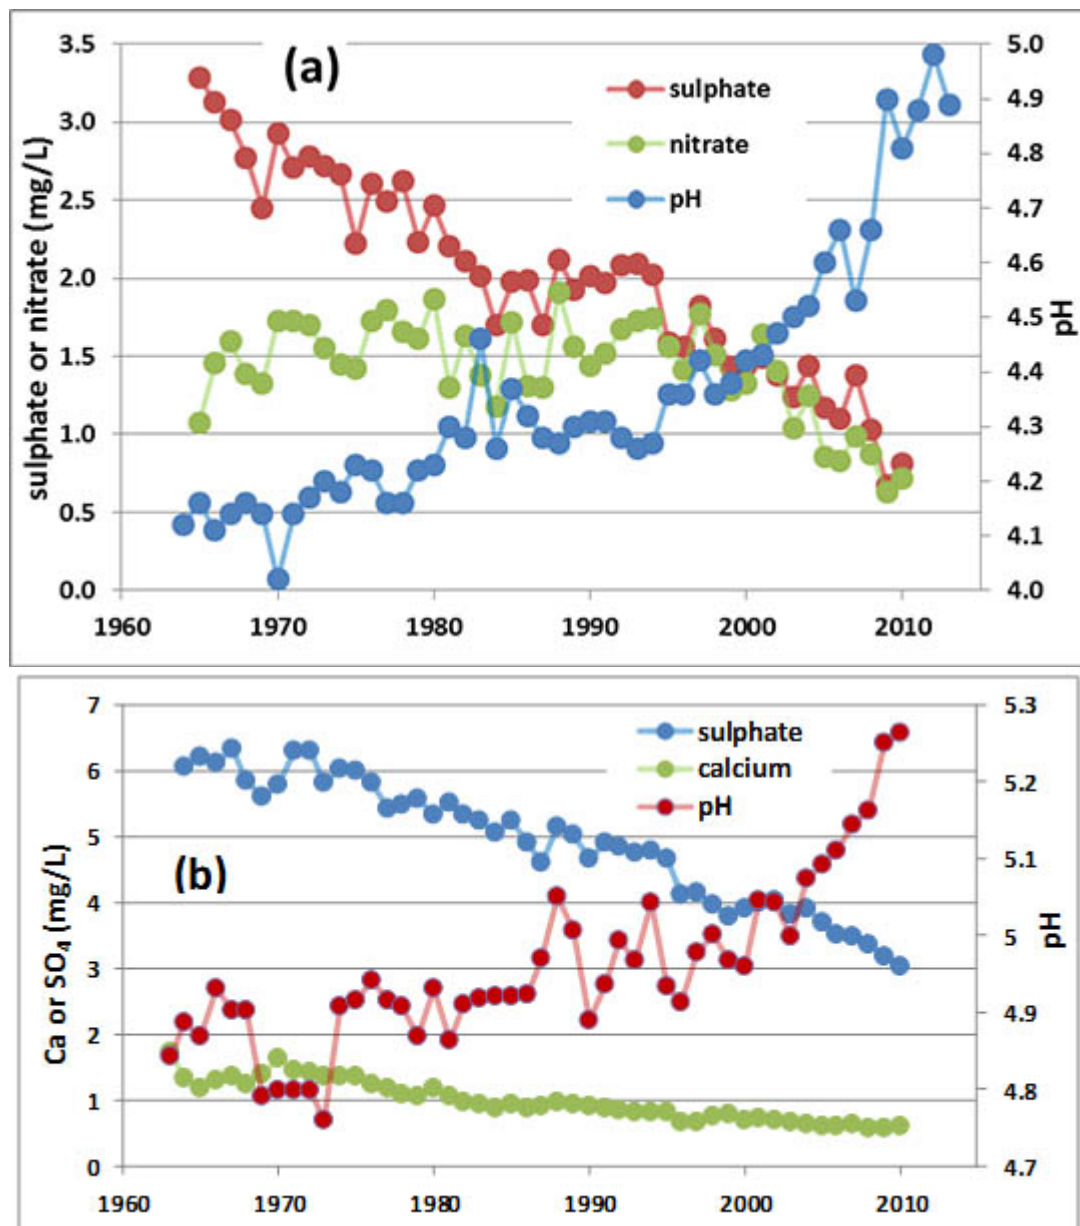 (a)
3.5
3.0
2.5
2.0
1.5
1.0
0.5
0.0
sulphate or nitrate (mg/L)
sulphate
nitrate
pH
5.0
4.9
4.8
4.7
4.6
4.5
4.4
4.3
4.2
4.1
4.0
pH
1960 1970 1980 1990 2000 2010
(b)
7
6
5
4
3
2
1
0
Ca or SO₄ (mg/L)
sulphate
calcium
pH
5.3
5.2
5.1
5
4.9
4.8
4.7
pH
1960 1970 1980 1990 2000 2010